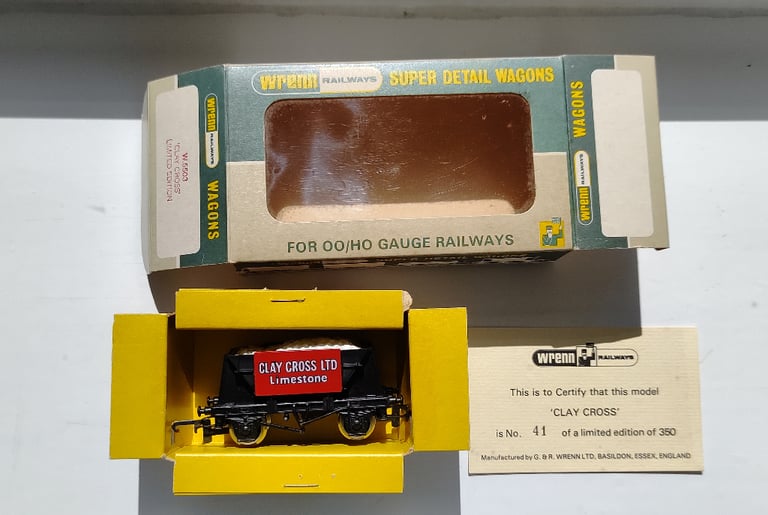 wrenn RAILWAYS SUPER DETAIL WAGONS
FOR OO/HO GAUGE RAILWAYS
wrenn RAILWAYS WAGONS
W.5503
'CLAY CROSS'
LIMITED EDITION
WAGONS
wrenn RAILWAYS
CLAY CROSS LTD
Limestone
wrenn RAILWAYS
This is to Certify that this model
'CLAY CROSS'
is No. 41 of a limited edition of 350
Manufactured by G. & R. WRENN LTD, BASILDON, ESSEX, ENGLAND